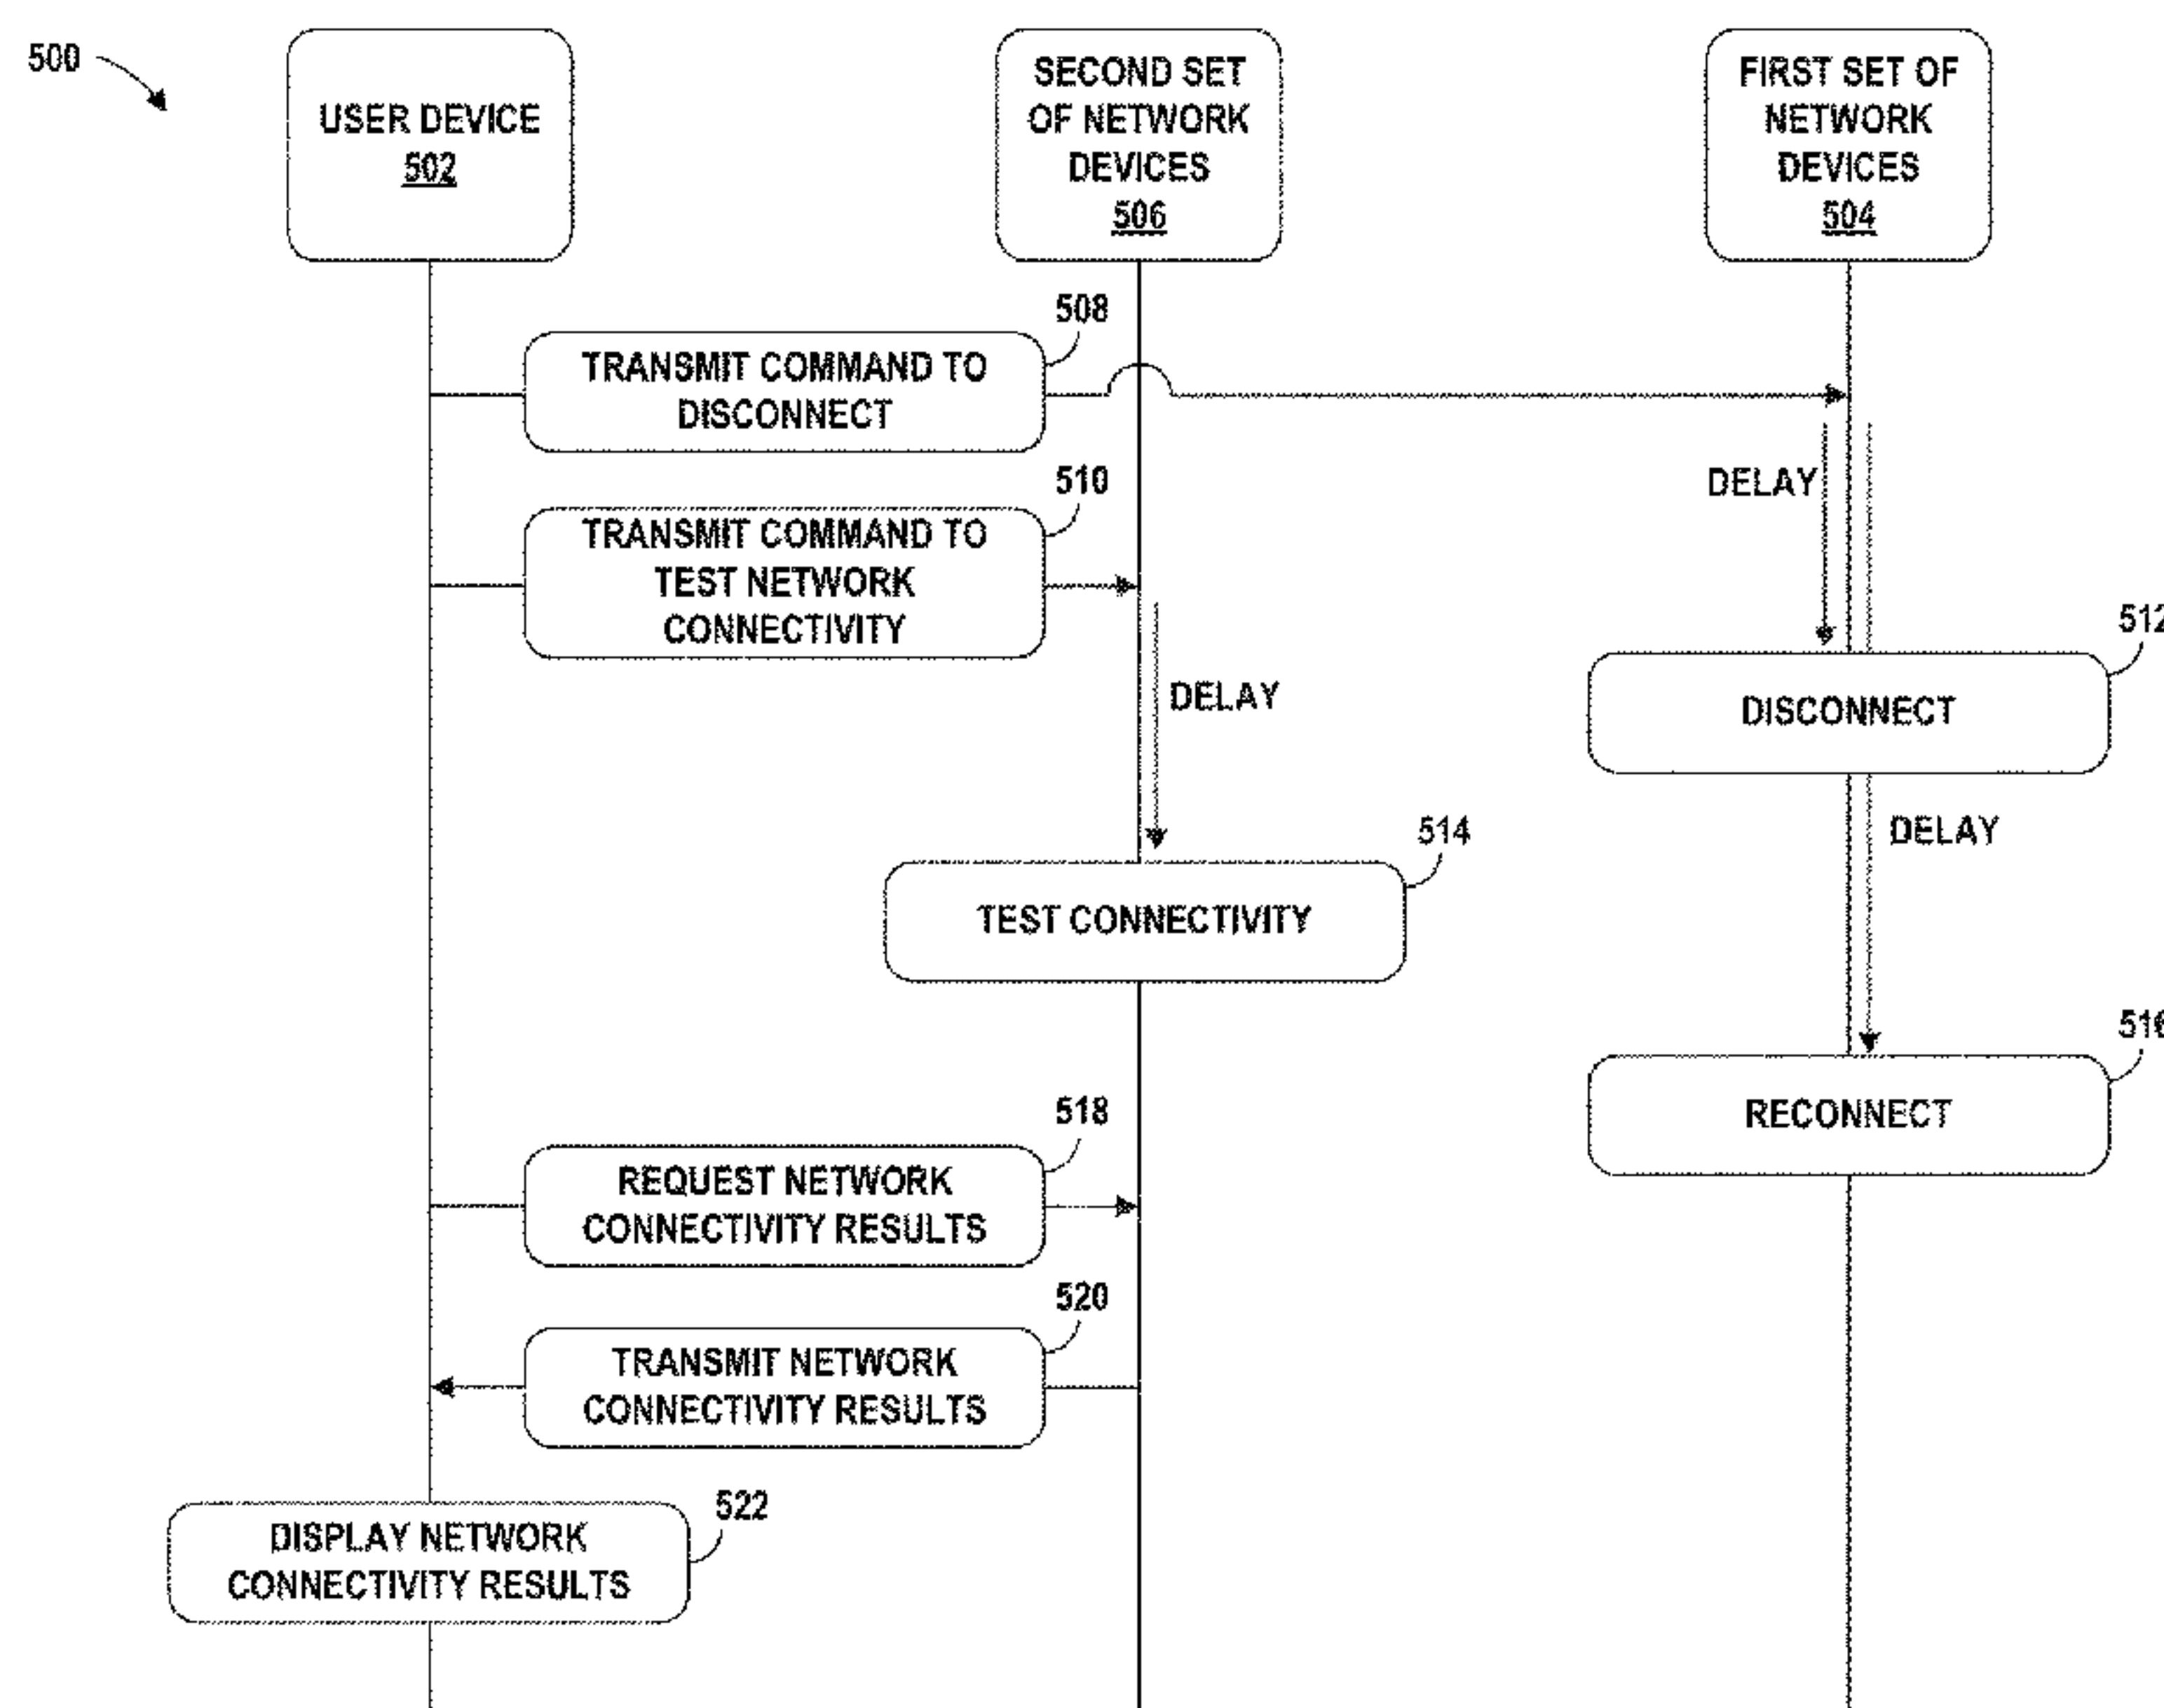 500
USER DEVICE
502
SECOND SET
OF NETWORK
DEVICES
506
FIRST SET OF
NETWORK
DEVICES
504
508
TRANSMIT COMMAND TO
DISCONNECT
510
TRANSMIT COMMAND TO
TEST NETWORK
CONNECTIVITY
DELAY
DELAY
512
DISCONNECT
DELAY
514
TEST CONNECTIVITY
516
RECONNECT
518
REQUEST NETWORK
CONNECTIVITY RESULTS
520
TRANSMIT NETWORK
CONNECTIVITY RESULTS
522
DISPLAY NETWORK
CONNECTIVITY RESULTS